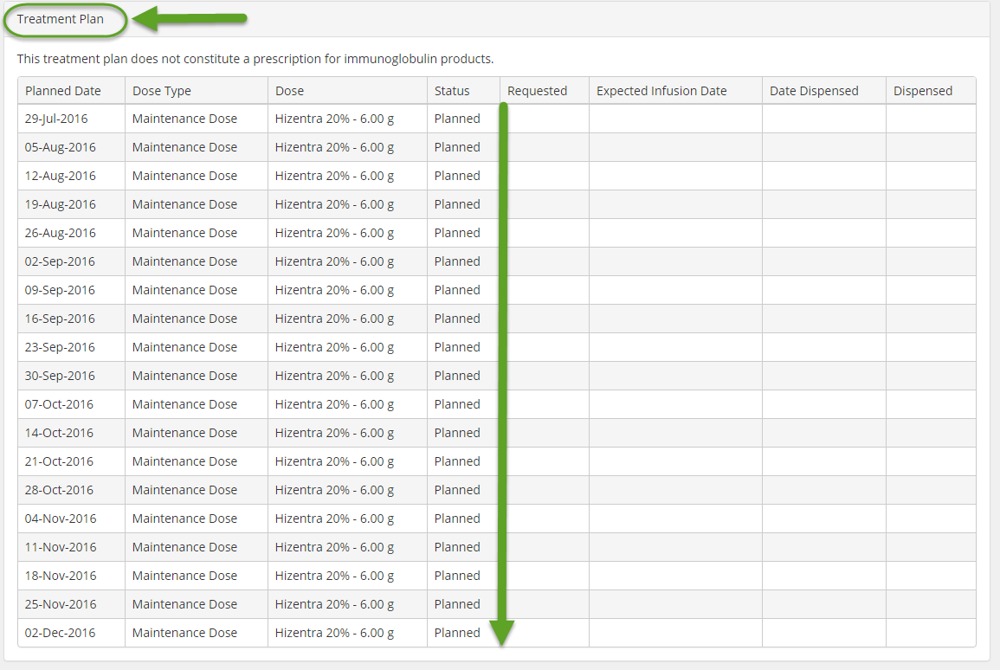 Treatment Plan
This treatment plan does not constitute a prescription for immunoglobulin products.
Planned Date Dose Type Dose Status Requested Expected Infusion Date Date Dispensed Dispensed
29-Jul-2016 Maintenance Dose Hizentra 20% - 6.00 g Planned
05-Aug-2016 Maintenance Dose Hizentra 20% - 6.00 g Planned
12-Aug-2016 Maintenance Dose Hizentra 20% - 6.00 g Planned
19-Aug-2016 Maintenance Dose Hizentra 20% - 6.00 g Planned
26-Aug-2016 Maintenance Dose Hizentra 20% - 6.00 g Planned
02-Sep-2016 Maintenance Dose Hizentra 20% - 6.00 g Planned
09-Sep-2016 Maintenance Dose Hizentra 20% - 6.00 g Planned
16-Sep-2016 Maintenance Dose Hizentra 20% - 6.00 g Planned
23-Sep-2016 Maintenance Dose Hizentra 20% - 6.00 g Planned
30-Sep-2016 Maintenance Dose Hizentra 20% - 6.00 g Planned
07-Oct-2016 Maintenance Dose Hizentra 20% - 6.00 g Planned
14-Oct-2016 Maintenance Dose Hizentra 20% - 6.00 g Planned
21-Oct-2016 Maintenance Dose Hizentra 20% - 6.00 g Planned
28-Oct-2016 Maintenance Dose Hizentra 20% - 6.00 g Planned
04-Nov-2016 Maintenance Dose Hizentra 20% - 6.00 g Planned
11-Nov-2016 Maintenance Dose Hizentra 20% - 6.00 g Planned
18-Nov-2016 Maintenance Dose Hizentra 20% - 6.00 g Planned
25-Nov-2016 Maintenance Dose Hizentra 20% - 6.00 g Planned
02-Dec-2016 Maintenance Dose Hizentra 20% - 6.00 g Planned